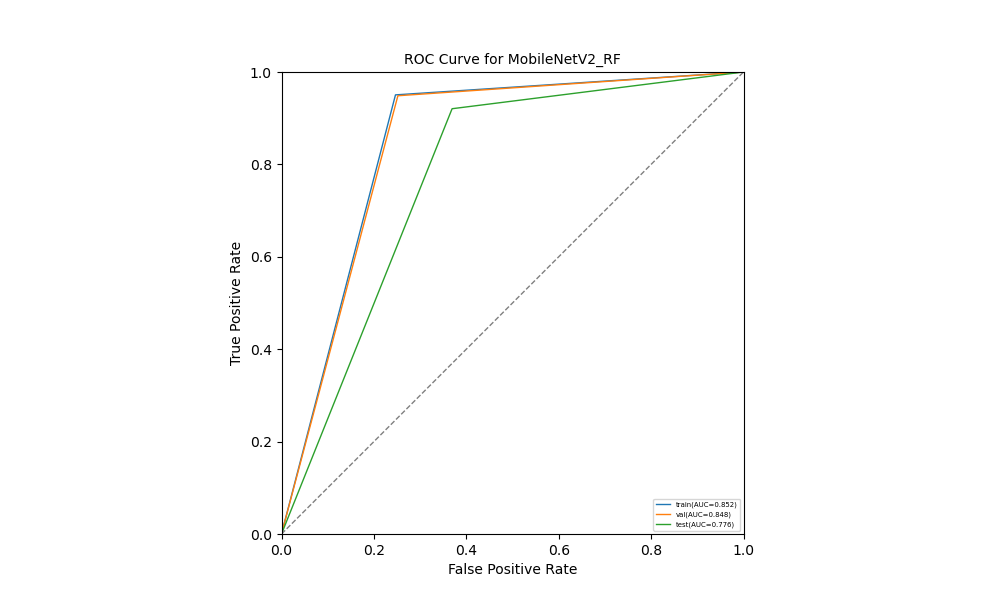 ROC Curve for MobileNetV2_RF
1.0
0.8
0.6
0.4
0.2
0.0
True Positive Rate
0.0 0.2 0.4 0.6 0.8 1.0
False Positive Rate
train(AUC=0.852)
val(AUC=0.848)
test(AUC=0.776)